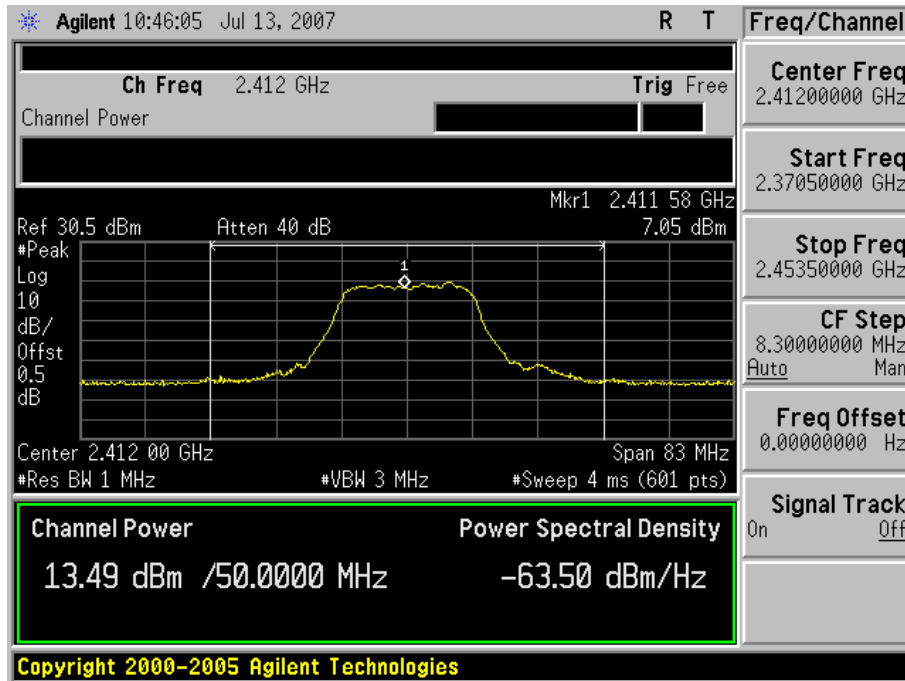 Agilent 10:46:05 Jul 13, 2007 R T
Freq/Channel
Ch Freq 2.412 GHz Trig Free
Channel Power
Mkr1 2.411 58 GHz
Ref 30.5 dBm Atten 40 dB 7.05 dBm
#Peak
Log
10
dB/
Offst
0.5
dB
1
Center 2.412 00 GHz Span 83 MHz
#Res BW 1 MHz #VBW 3 MHz #Sweep 4 ms (601 pts)
Channel Power Power Spectral Density
13.49 dBm /50.0000 MHz -63.50 dBm/Hz
Center Freq
2.41200000 GHz
Start Freq
2.37050000 GHz
Stop Freq
2.45350000 GHz
CF Step
8.30000000 MHz
Auto Man
Freq Offset
0.00000000 Hz
Signal Track
On Off
Copyright 2000-2005 Agilent Technologies